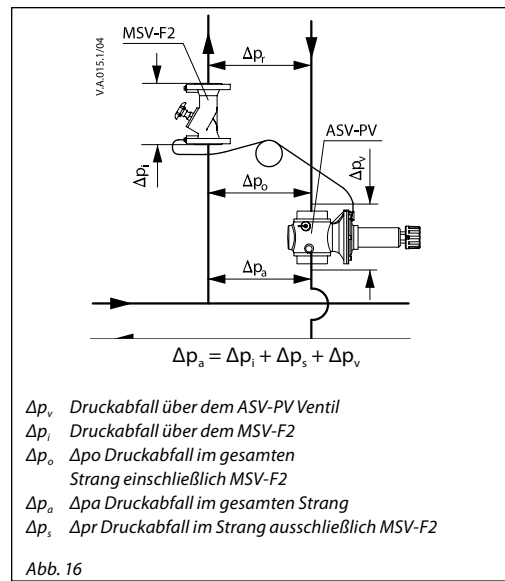 MSV-F2
V.A.015.1/04
Δpᵣ
ASV-PV
Δpᵢ
Δpᵥ
Δpₒ
Δpₐ
Δpₐ = Δpᵢ + Δpₛ + Δpᵥ
Δpᵥ Druckabfall über dem ASV-PV Ventil
Δpᵢ Druckabfall über dem MSV-F2
Δpₒ Δpo Druckabfall im gesamten
Strang einschließlich MSV-F2
Δpₐ Δpa Druckabfall im gesamten Strang
Δpₛ Δpr Druckabfall im Strang ausschließlich MSV-F2
Abb. 16